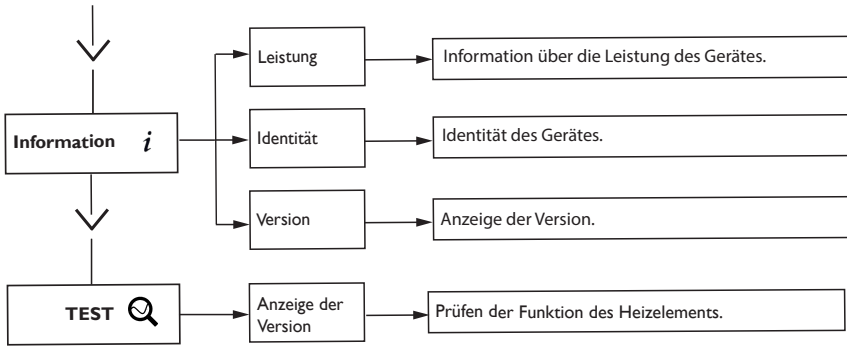 Leistung
Information über die Leistung des Gerätes.
Information i
Identität
Identität des Gerätes.
Version
Anzeige der Version.
TEST
Anzeige der
Version
Prüfen der Funktion des Heizelements.